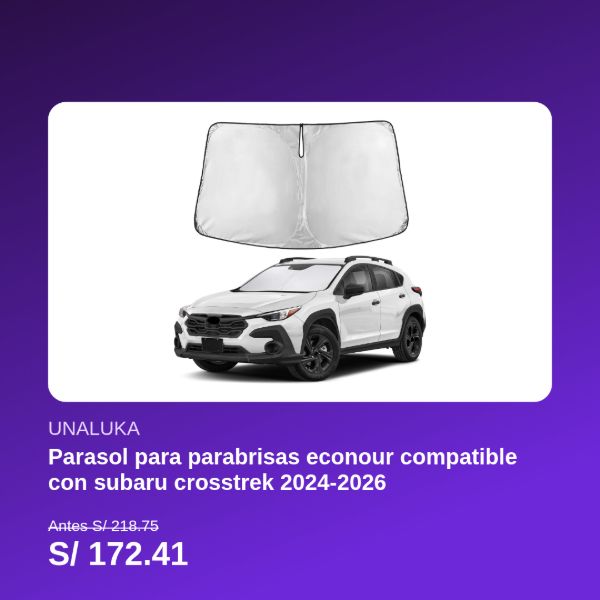 UNALUKA
Parasol para parabrisas econour compatible
con subaru crosstrek 2024-2026
Antes S/ 218.75
S/ 172.41